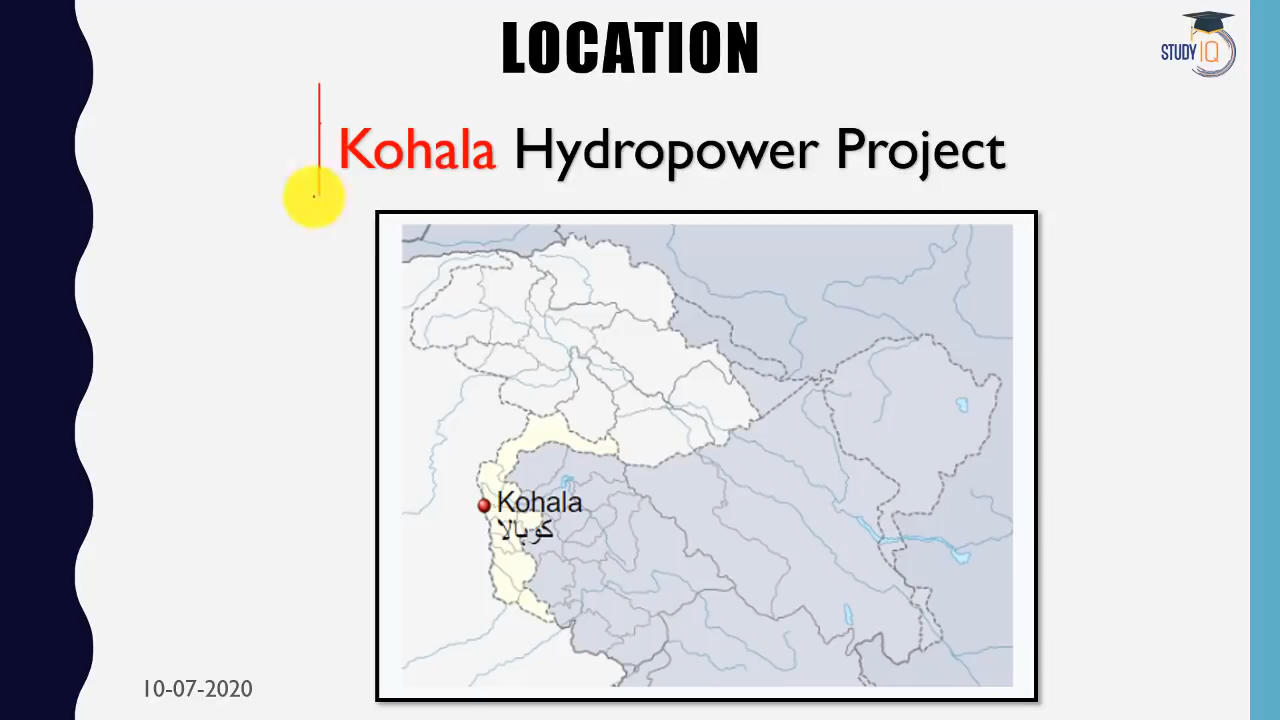 LOCATION
STUDY IQ
Kohala Hydropower Project
Kohala
کوہالا
10-07-2020